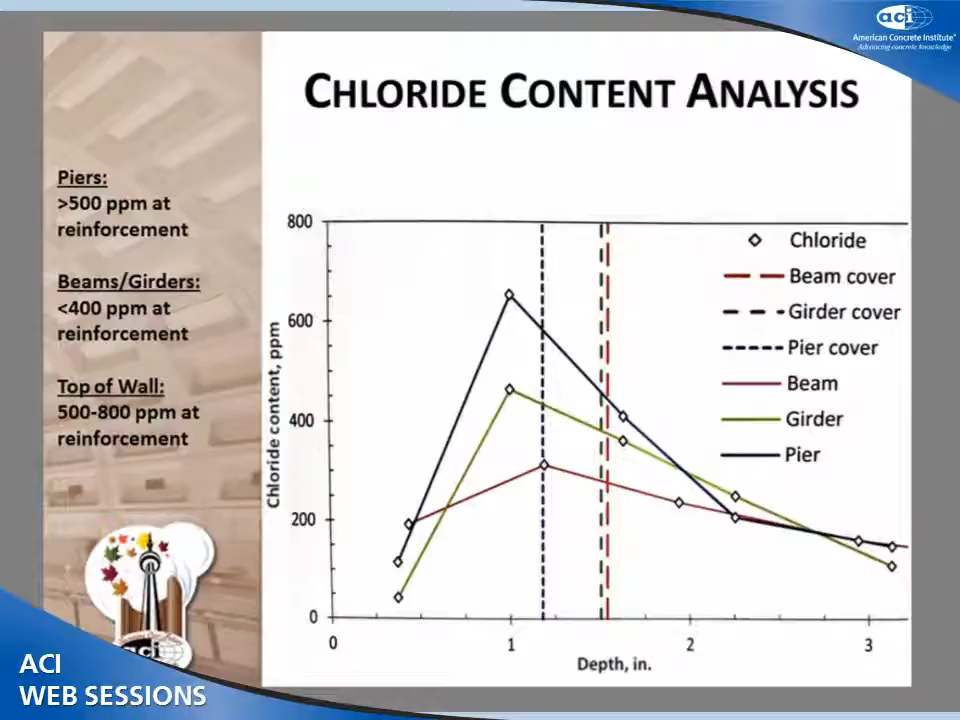 aci
American Concrete Institute®
Advancing concrete knowledge
CHLORIDE CONTENT ANALYSIS
Piers:
>500 ppm at
reinforcement
Beams/Girders:
<400 ppm at
reinforcement
Top of Wall:
500-800 ppm at
reinforcement
Chloride content, ppm
800
600
400
200
0
0 1 2 3
Depth, in.
Chloride
Beam cover
Girder cover
Pier cover
Beam
Girder
Pier
aci
ACI
WEB SESSIONS